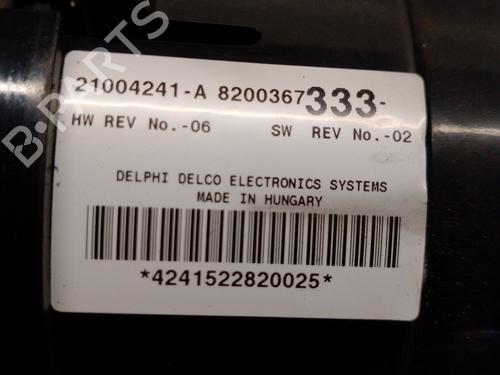 21004241-A 8200367333-
HW REV No.-06 SW REV No.-02
DELPHI DELCO ELECTRONICS SYSTEMS
MADE IN HUNGARY
*4241522820025*
B-PARTS